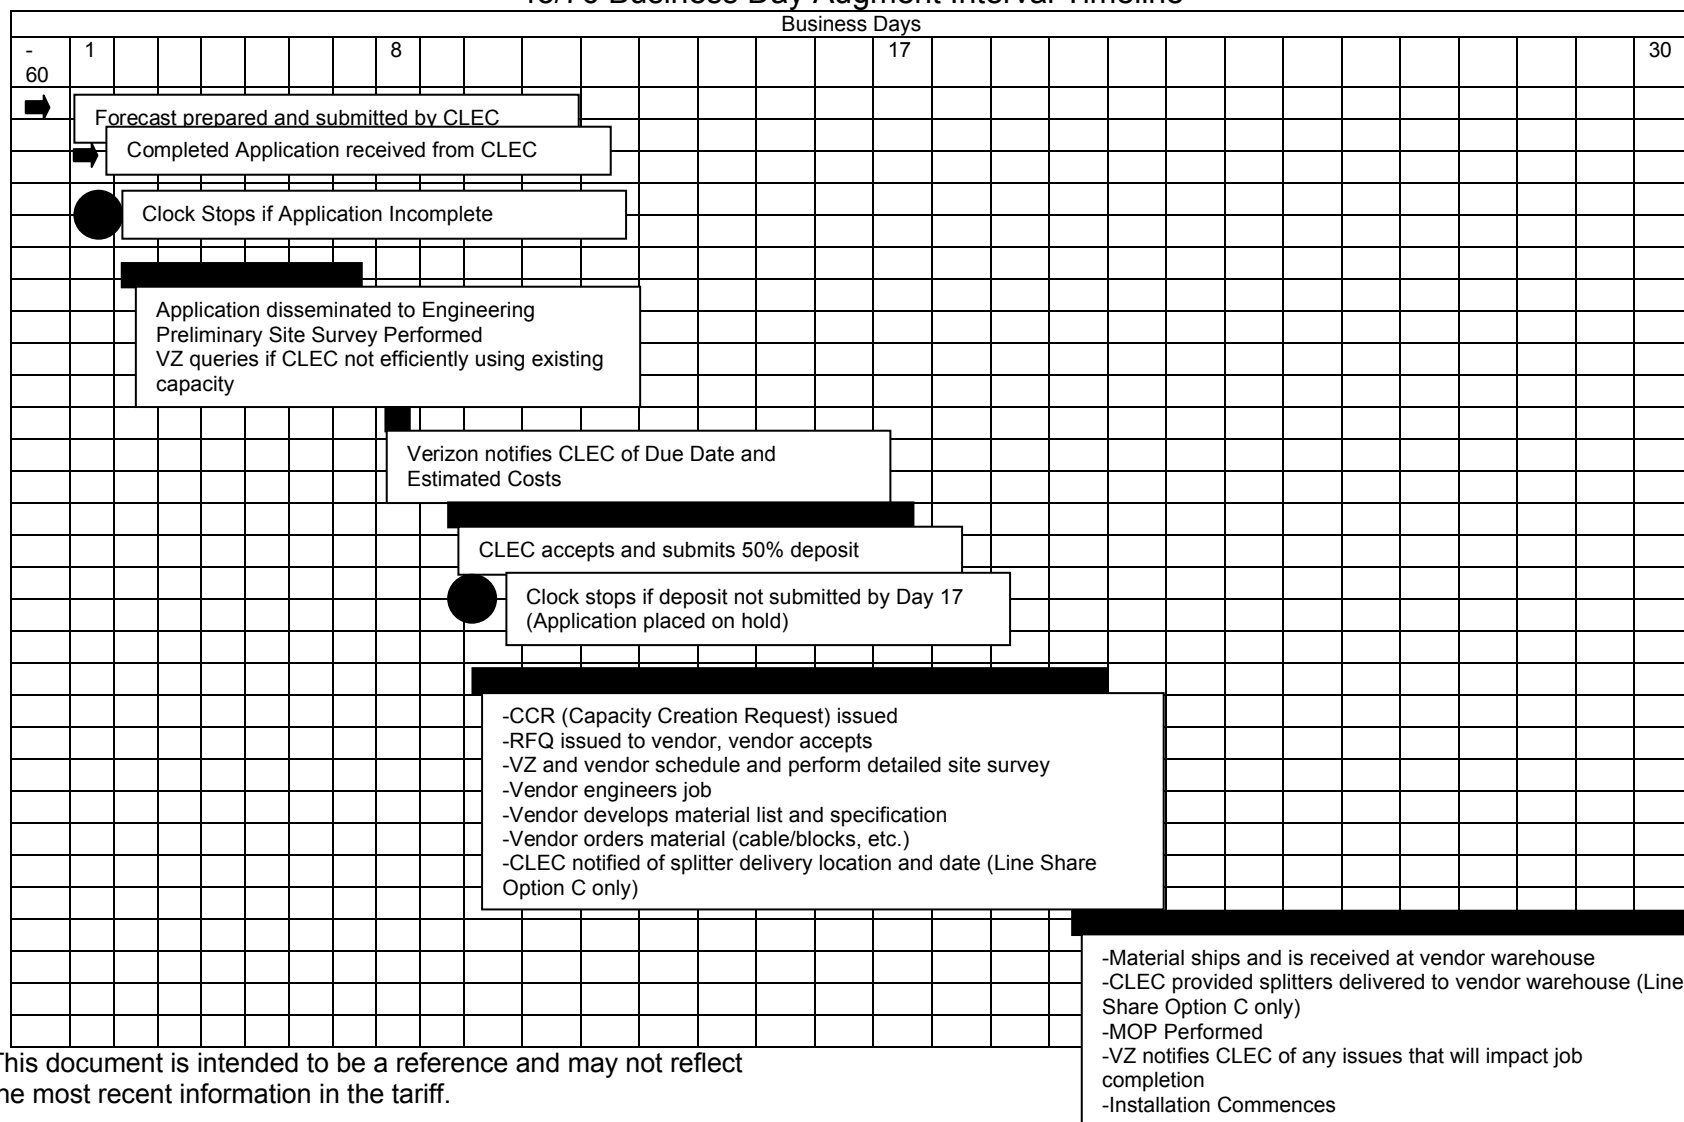 Business Day Augment Interval Timeline
Business Days
-
60
1
8
17
30
Forecast prepared and submitted by CLEC
Completed Application received from CLEC
Clock Stops if Application Incomplete
Application disseminated to Engineering
Preliminary Site Survey Performed
VZ queries if CLEC not efficiently using existing
capacity
Verizon notifies CLEC of Due Date and
Estimated Costs
CLEC accepts and submits 50% deposit
Clock stops if deposit not submitted by Day 17
(Application placed on hold)
-CCR (Capacity Creation Request) issued
-RFQ issued to vendor, vendor accepts
-VZ and vendor schedule and perform detailed site survey
-Vendor engineers job
-Vendor develops material list and specification
-Vendor orders material (cable/blocks, etc.)
-CLEC notified of splitter delivery location and date (Line Share
Option C only)
-Material ships and is received at vendor warehouse
-CLEC provided splitters delivered to vendor warehouse (Line
Share Option C only)
-MOP Performed
-VZ notifies CLEC of any issues that will impact job
completion
-Installation Commences
This document is intended to be a reference and may not reflect
the most recent information in the tariff.